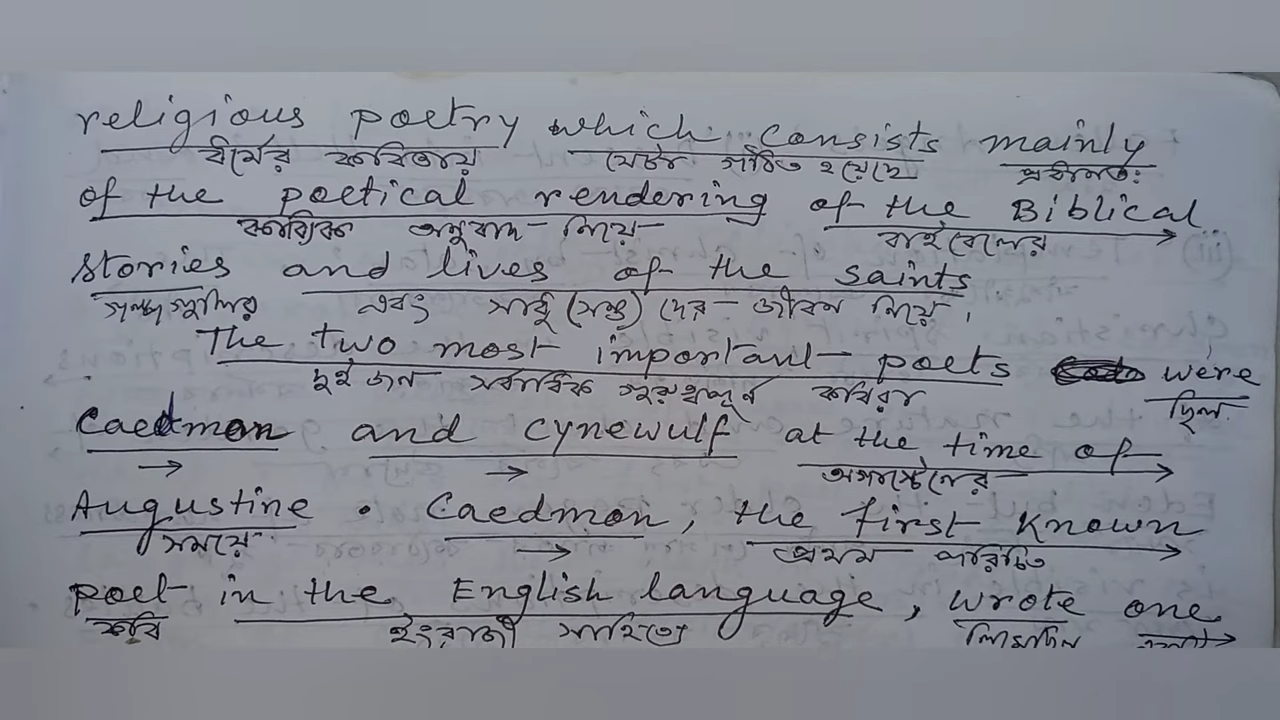 religious poetry which consists mainly
ধর্মের কবিতায় যেটা গঠিত হয়েছে প্রধানতঃ
of the poetical rendering of the Biblical
কাব্যিক অনুবাদ নিয়ে বাইবেলের
stories and lives of the saints
গল্পগুলির এবং সাধু (সন্ত) দের জীবন নিয়ে।
The two most important poets were
দুই জন সর্বাধিক গুরুত্বপূর্ণ কবিরা ছিল
Caedmon and cynewulf at the time of
অগাস্টেনের
Augustine. Caedmon, the first known
সময়ে প্রথম পরিচিত
poet in the English language, wrote one
কবি ইংরাজী সাহিত্যে